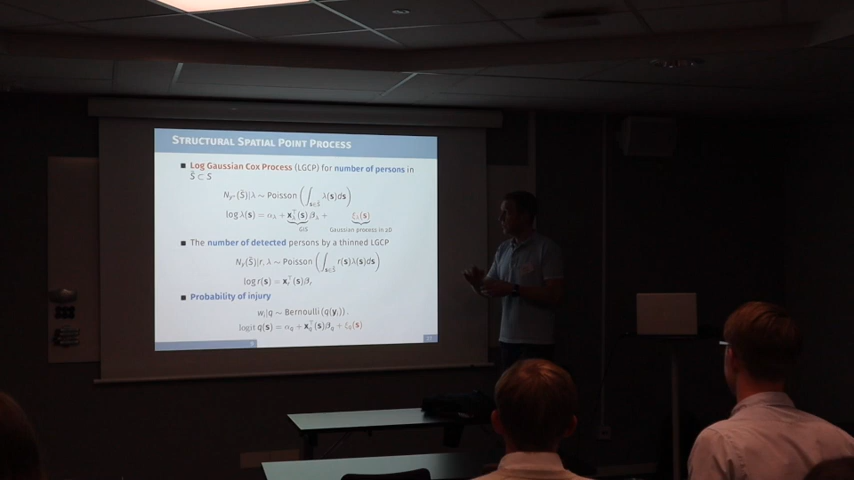 STRUCTURAL SPATIAL POINT PROCESS
■ Log Gaussian Cox Process (LGCP) for number of persons in
S̃ ⊂ S
N_{y*}(S̃)|λ ∼ Poisson (∫_{s∈S̃} λ(s)ds)
log λ(s) = α_λ + x_λ^⊤(s) β_λ + ξ_λ(s)
GIS Gaussian process in 2D
■ The number of detected persons by a thinned LGCP
N_y(S̃)|r, λ ∼ Poisson (∫_{s∈S̃} r(s)λ(s)ds)
log r(s) = x_r^⊤(s)β_r
■ Probability of injury
w_i|q ∼ Bernoulli (q(y_i)).
logit q(s) = α_q + x_q^⊤(s)β_q + ξ_q(s)